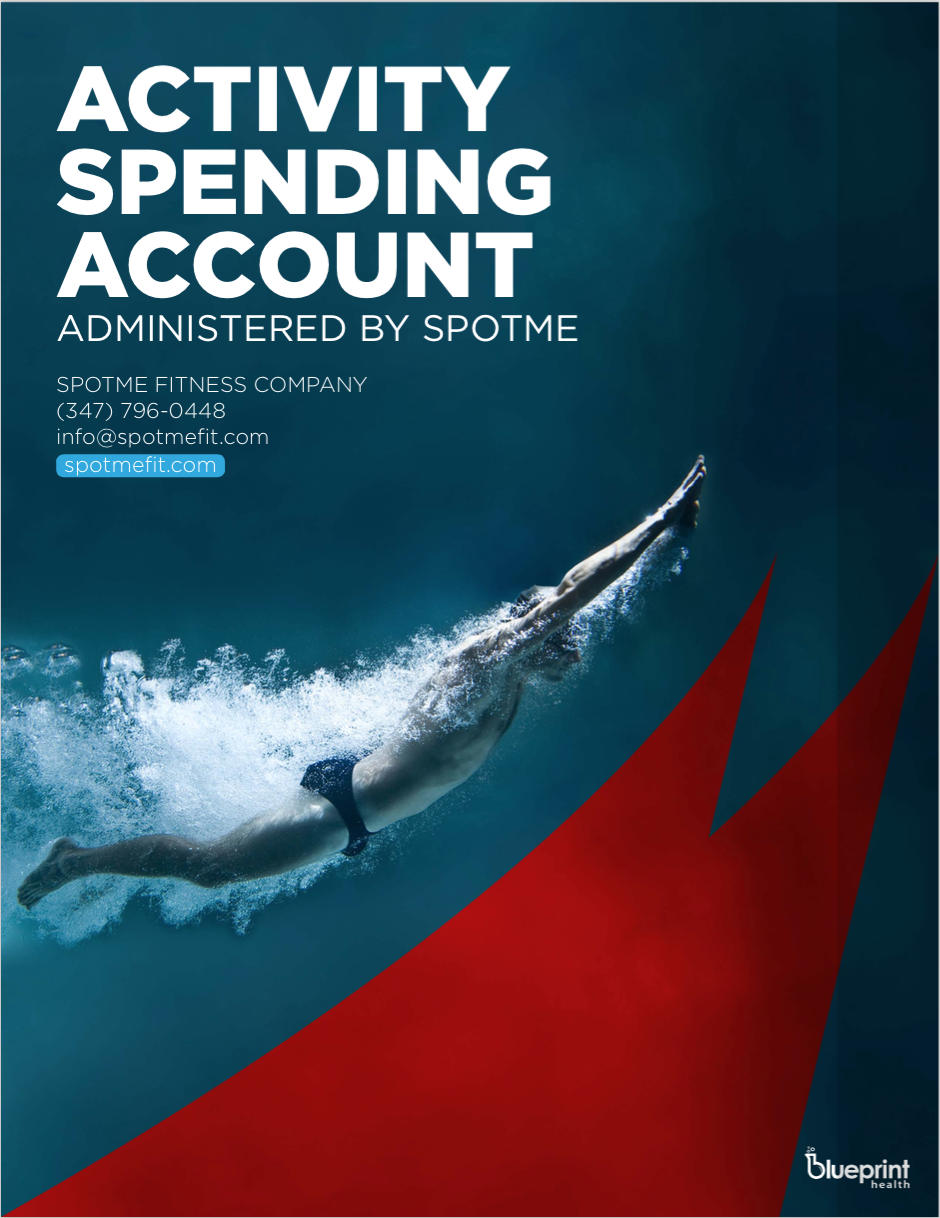 ACTIVITY
SPENDING
ACCOUNT
ADMINISTERED BY SPOTME
SPOTME FITNESS COMPANY
(347) 796-0448
info@spotmefit.com
spotmefit.com
blueprint
health